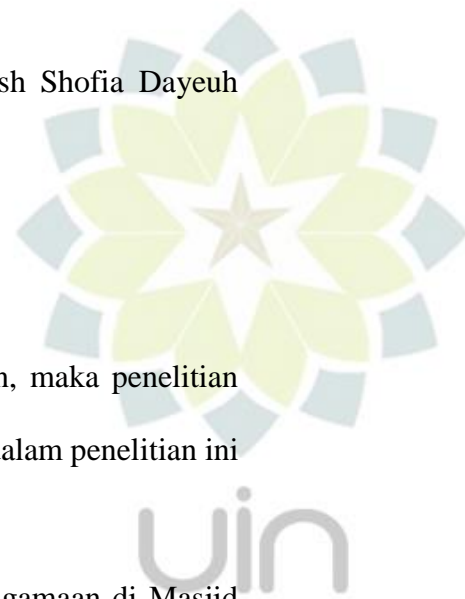 sh Shofia Dayeuh
, maka penelitian
alam penelitian ini
uin
gamaan di Masjid